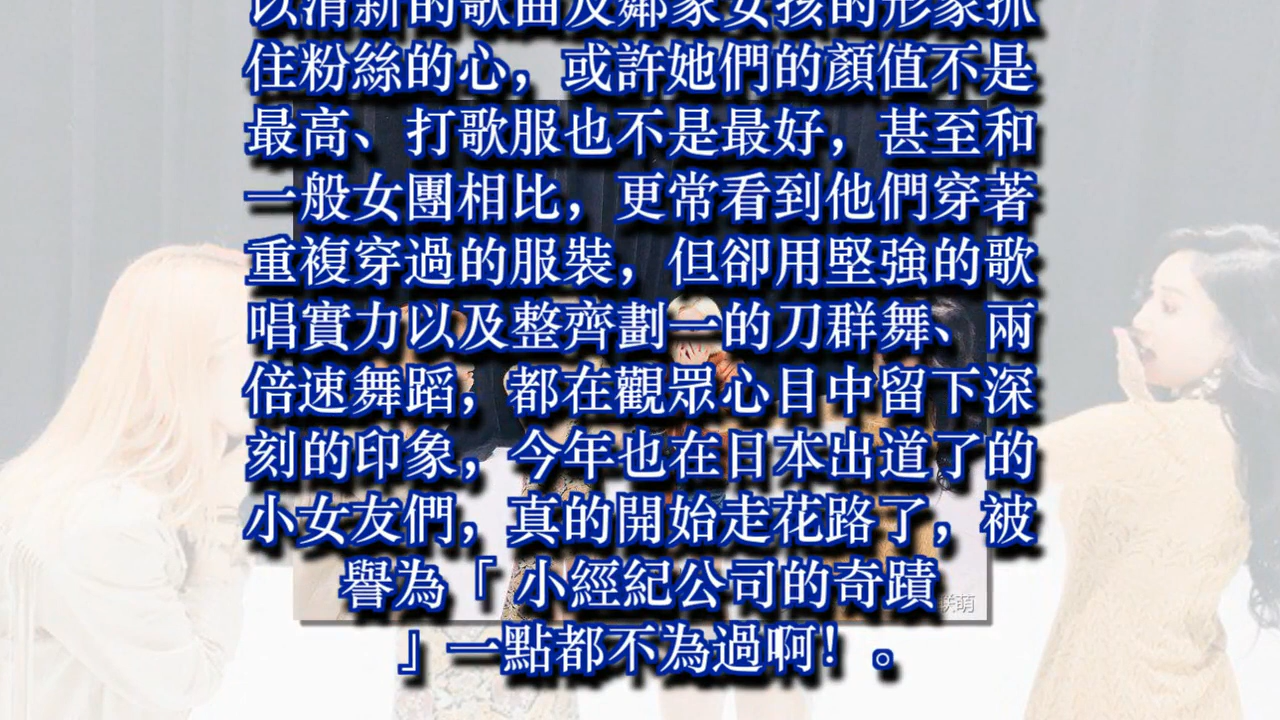 以清新的歌曲及鄰家女孩的形象抓
住粉絲的心，或許她們的顏值不是
最高、打歌服也不是最好，甚至和
一般女團相比，更常看到他們穿著
重複穿過的服裝，但卻用堅強的歌
唱實力以及整齊劃一的刀群舞、兩
倍速舞蹈，都在觀眾心目中留下深
刻的印象，今年也在日本出道了的
小女友們，真的開始走花路了，被
譽為「 小經紀公司的奇蹟
」一點都不為過啊！ 。